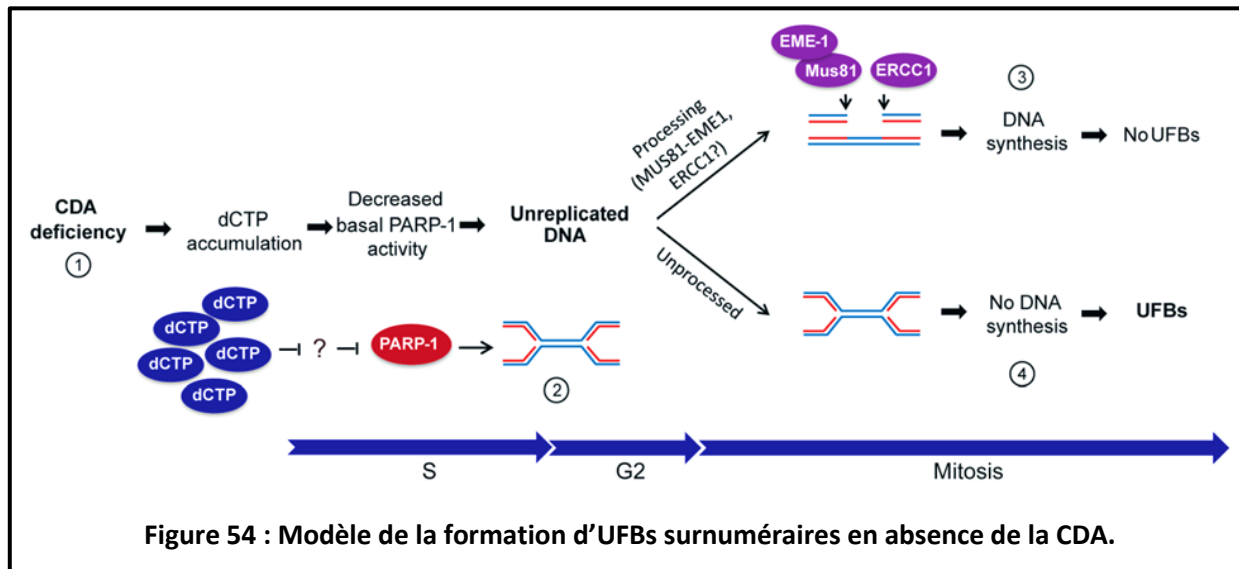 EME-1
Mus81
ERCC1
③
Processing
(MUS81-EME1,
ERCC1?)
DNA
synthesis
No UFBs
CDA
deficiency
①
dCTP
accumulation
Decreased
basal PARP-1
activity
Unreplicated
DNA
Unprocessed
No DNA
synthesis
UFBs
④
dCTP
dCTP
dCTP
dCTP
dCTP
?
PARP-1
②
S
G2
Mitosis
Figure 54 : Modèle de la formation d’UFBs surnuméraires en absence de la CDA.